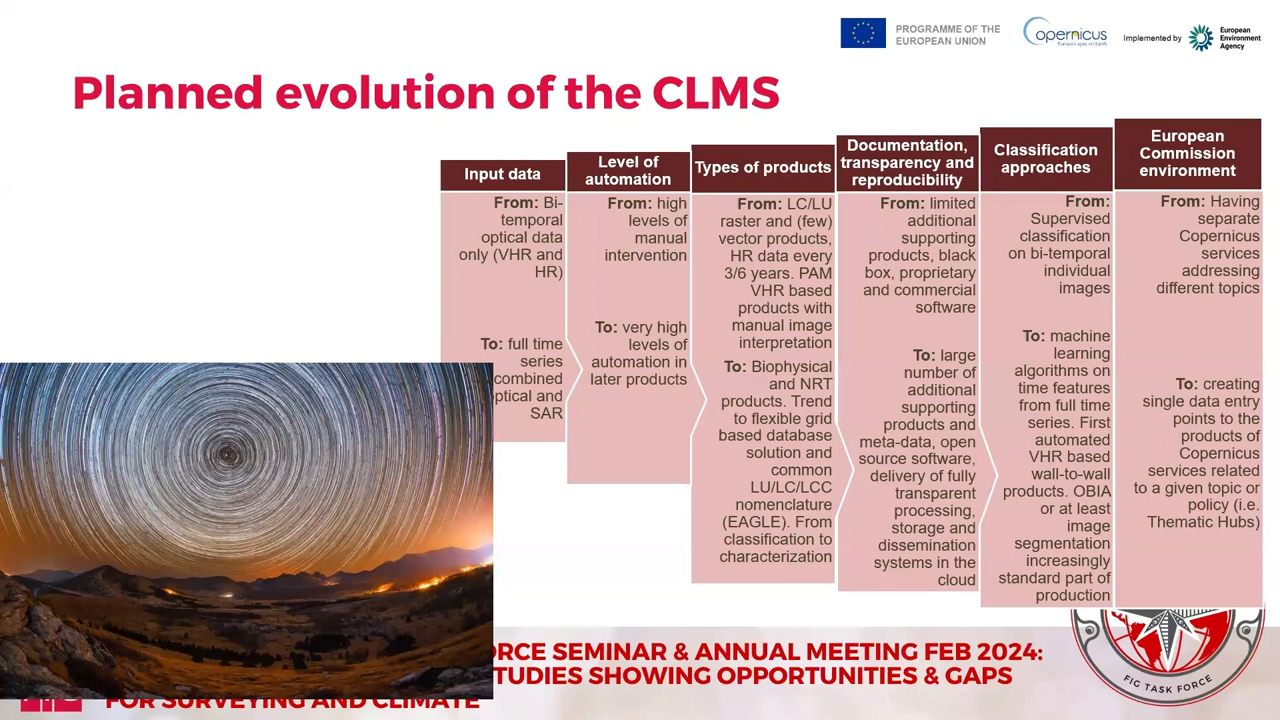 PROGRAMME OF THE
EUROPEAN UNION
opernicus
Europe's eyes on Earth
Implemented by
European
Environment
Agency
Planned evolution of the CLMS
Input data
From: Bi-
temporal
optical data
only (VHR and
HR)
To: full time
series
combined
optical and
SAR
Level of
automation
From: high
levels of
manual
intervention
To: very high
levels of
automation in
later products
Types of products
From: LC/LU
raster and (few)
vector products,
HR data every
3/6 years. PAM
VHR based
products with
manual image
interpretation
To: Biophysical
and NRT
products. Trend
to flexible grid
based database
solution and
common
LU/LC/LCC
nomenclature
(EAGLE). From
classification to
characterization
Documentation,
transparency and
reproducibility
From: limited
additional
supporting
products, black
box, proprietary
and commercial
software
To: large
number of
additional
supporting
products and
meta-data, open
source software,
delivery of fully
transparent
processing,
storage and
dissemination
systems in the
cloud
Classification
approaches
From:
Supervised
classification
on bi-temporal
individual
images
To: machine
learning
algorithms on
time features
from full time
series. First
automated
VHR based
wall-to-wall
products. OBIA
or at least
image
segmentation
increasingly
standard part of
production
European
Commission
environment
From: Having
separate
Copernicus
services
addressing
different topics
To: creating
single data entry
points to the
products of
Copernicus
services related
to a given topic or
policy (i.e.
Thematic Hubs)
ORCE SEMINAR & ANNUAL MEETING FEB 2024:
TUDIES SHOWING OPPORTUNITIES & GAPS
FOR SURVEYING AND CLIMATE
FIG TASK FORCE